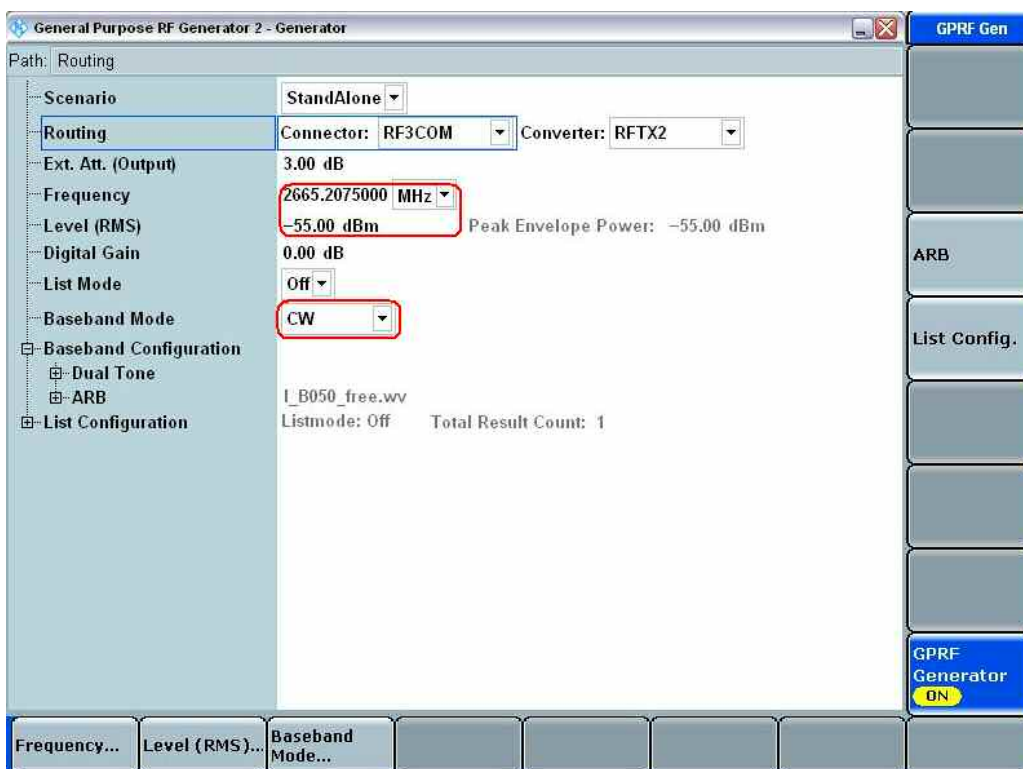 General Purpose RF Generator 2 - Generator
GPRF Gen
Path: Routing
Scenario StandAlone
Routing Connector: RF3COM Converter: RFTX2
Ext. Att. (Output) 3.00 dB
Frequency 2665.2075000 MHz
Level (RMS) -55.00 dBm Peak Envelope Power: -55.00 dBm
Digital Gain 0.00 dB
List Mode Off
Baseband Mode CW
Baseband Configuration
Dual Tone
ARB I_B050_free.wv
List Configuration Listmode: Off Total Result Count: 1
ARB
List Config.
GPRF
Generator
ON
Frequency... Level (RMS)... Baseband
Mode...